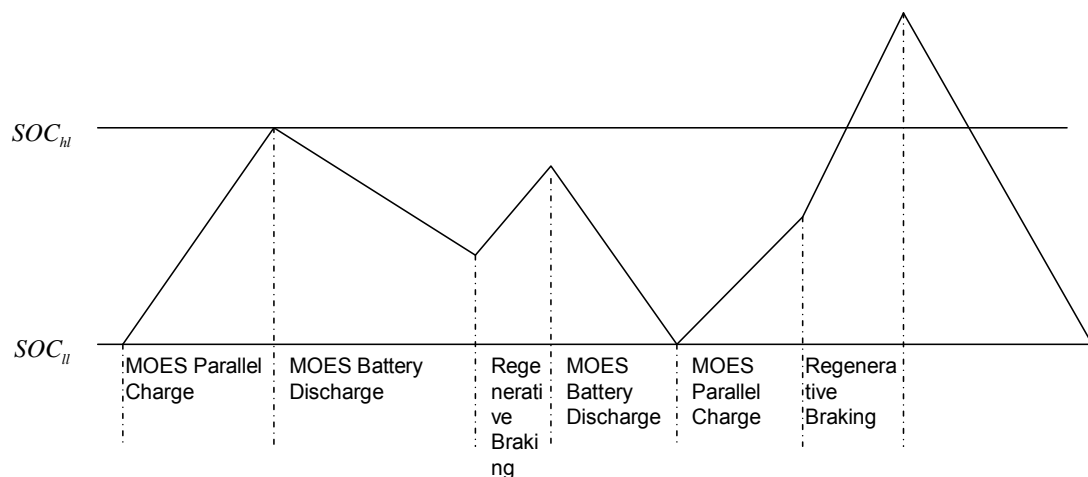 SOC_hl
SOC_ll
MOES Parallel
Charge
MOES Battery
Discharge
Rege
nerati
ve
Braki
ng
MOES
Battery
Discharge
MOES
Parallel
Charge
Regenera
tive
Braking